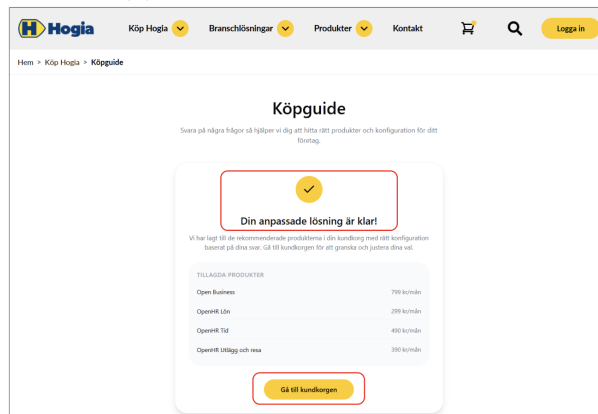 Hogia
Köp Hogia
Branschlösningar
Produkter
Kontakt
Logga in
Hem > Köp Hogia > Köpguide
Köpguide
Svara på några frågor så hjälper vi dig att hitta rätt produkter och konfiguration för ditt
företag.
Din anpassade lösning är klar!
Vi har lagt till de rekommenderade produkterna i din kundkorg med rätt konfiguration
baserat på dina svar. Gå till kundkorgen för att granska och justera dina val.
TILLAGDA PRODUKTER
Open Business 799 kr/mån
OpenHR Lön 299 kr/mån
OpenHR Tid 490 kr/mån
OpenHR Utlägg och resa 390 kr/mån
Gå till kundkorgen